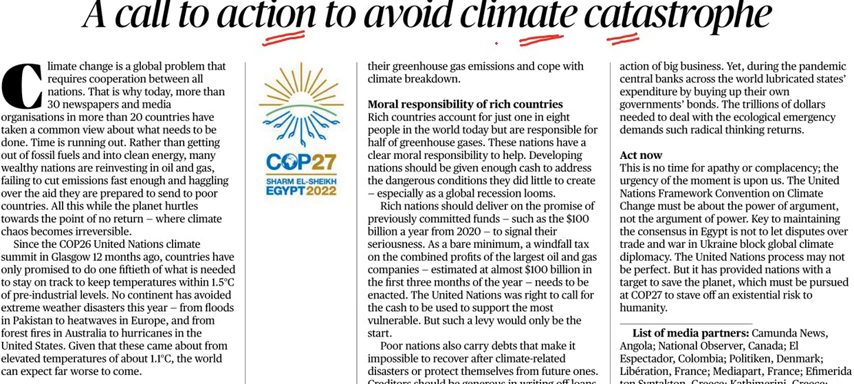 A call to action to avoid climate catastrophe
Climate change is a global problem that
requires cooperation between all
nations. That is why today, more than
30 newspapers and media
organisations in more than 20 countries have
taken a common view about what needs to be
done. Time is running out. Rather than getting
out of fossil fuels and into clean energy, many
wealthy nations are reinvesting in oil and gas,
failing to cut emissions fast enough and haggling
over the aid they are prepared to send to poor
countries. All this while the planet hurtles
towards the point of no return – where climate
chaos becomes irreversible.
Since the COP26 United Nations climate
summit in Glasgow 12 months ago, countries have
only promised to do one fiftieth of what is needed
to stay on track to keep temperatures within 1.5°C
of pre-industrial levels. No continent has avoided
extreme weather disasters this year – from floods
in Pakistan to heatwaves in Europe, and from
forest fires in Australia to hurricanes in the
United States. Given that these came about from
elevated temperatures of about 1.1°C, the world
can expect far worse to come.
COP27
SHARM EL-SHEIKH
EGYPT2022
their greenhouse gas emissions and cope with
climate breakdown.
Moral responsibility of rich countries
Rich countries account for just one in eight
people in the world today but are responsible for
half of greenhouse gases. These nations have a
clear moral responsibility to help. Developing
nations should be given enough cash to address
the dangerous conditions they did little to create
– especially as a global recession looms.
Rich nations should deliver on the promise of
previously committed funds – such as the $100
billion a year from 2020 – to signal their
seriousness. As a bare minimum, a windfall tax
on the combined profits of the largest oil and gas
companies – estimated at almost $100 billion in
the first three months of the year – needs to be
enacted. The United Nations was right to call for
the cash to be used to support the most
vulnerable. But such a levy would only be the
start.
Poor nations also carry debts that make it
impossible to recover after climate-related
disasters or protect themselves from future ones.
Creditors should be generous in writing off loans
action of big business. Yet, during the pandemic
central banks across the world lubricated states’
expenditure by buying up their own
governments’ bonds. The trillions of dollars
needed to deal with the ecological emergency
demands such radical thinking returns.
Act now
This is no time for apathy or complacency; the
urgency of the moment is upon us. The United
Nations Framework Convention on Climate
Change must be about the power of argument,
not the argument of power. Key to maintaining
the consensus in Egypt is not to let disputes over
trade and war in Ukraine block global climate
diplomacy. The United Nations process may not
be perfect. But it has provided nations with a
target to save the planet, which must be pursued
at COP27 to stave off an existential risk to
humanity.
List of media partners: Camunda News,
Angola; National Observer, Canada; El
Espectador, Colombia; Politiken, Denmark;
Libération, France; Mediapart, France; Efimerida
ton Syntakton, Greece; Kathimerini, Greece;